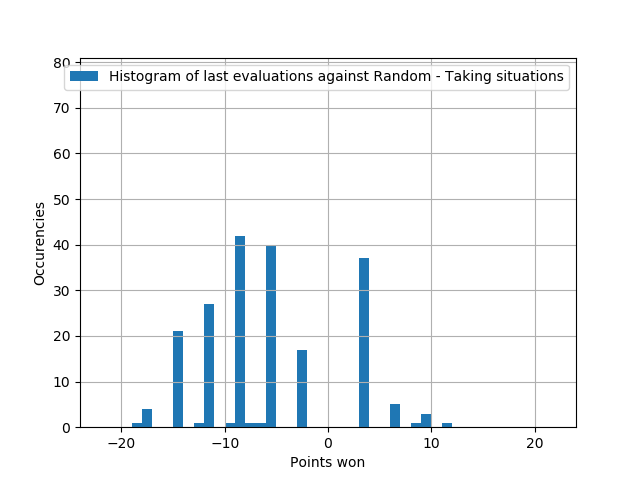 Histogram of last evaluations against Random - Taking situations
80
70
60
50
40
30
20
10
0
Occurencies
−20 −10 0 10 20
Points won